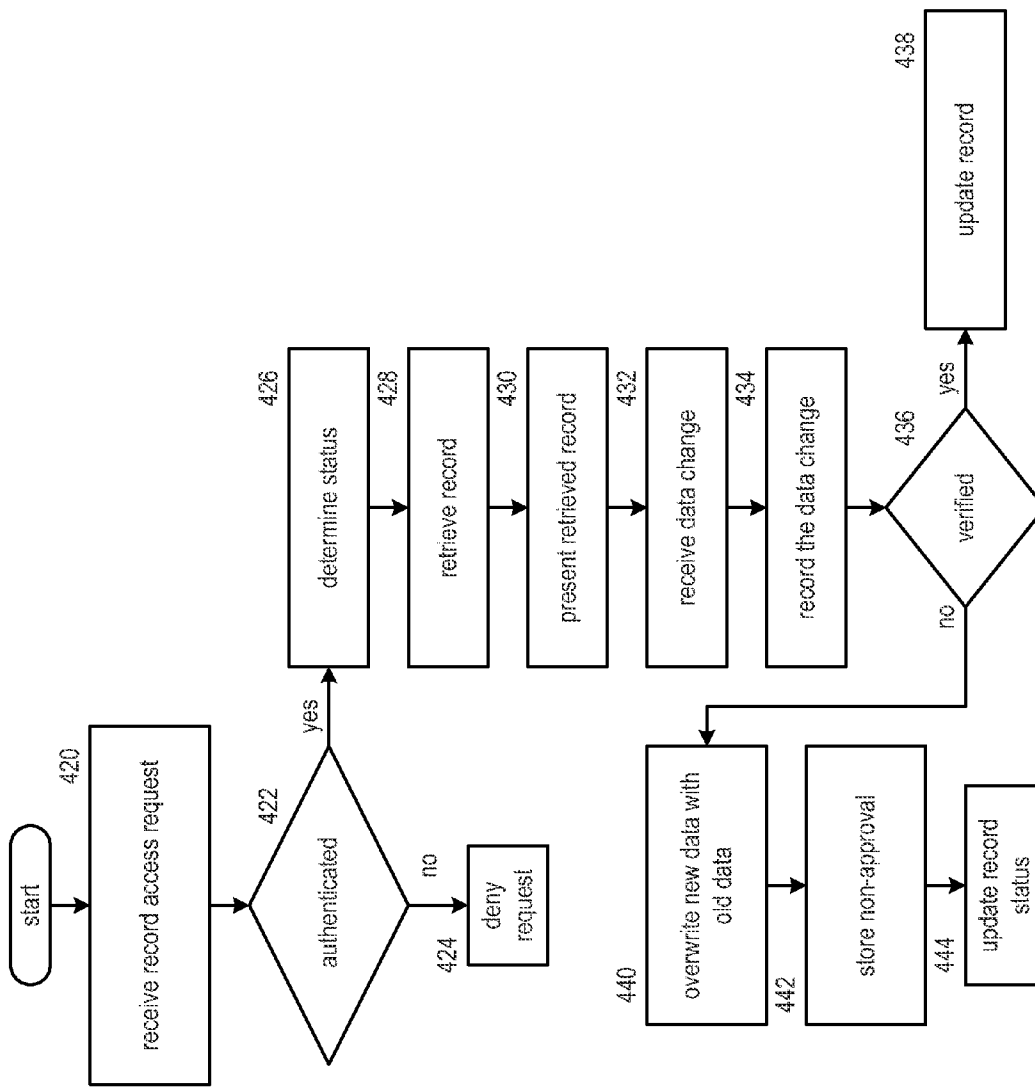 start
420
receive record access request
422
authenticated
yes
no
424
deny
request
426
determine status
428
retrieve record
430
present retrieved record
432
receive data change
434
record the data change
436
verified
yes
438
update record
no
440
overwrite new data with
old data
442
store non-approval
444
update record
status